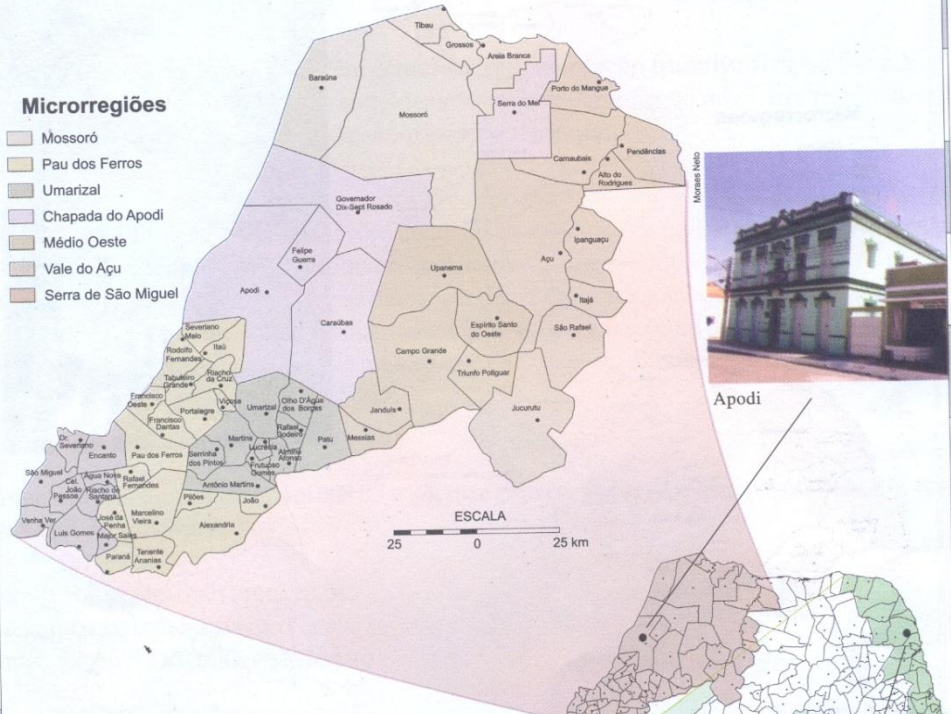 Microrregiões
Mossoró
Pau dos Ferros
Umarizal
Chapada do Apodi
Médio Oeste
Vale do Açu
Serra de São Miguel
Tibau
Grossos
Areia Branca
Baraúna
Mossoró
Serra do Mel
Porto do Mangue
Carnaubais
Pendências
Alto do
Rodrigues
Governador
Dix-Sept Rosado
Felipe
Guerra
Apodi
Caraúbas
Upanema
Açu
Ipanguaçu
Itajá
Espírito Santo
do Oeste
São Rafael
Campo Grande
Triunfo Potiguar
Jucurutu
Janduís
Messias
Severiano
Melo
Rodolfo
Fernandes
Itaú
Tabuleiro
Grande
Riacho
da Cruz
Francisco
Oeste
Viçosa
Portalegre
Francisco
Dantas
Umarizal
Olho D'Água
dos Borges
Rafael
Godeiro
Patu
Martins
Lucrécia
Almino
Afonso
Serrinha
dos Pintos
Frutuoso
Gomes
Antônio Martins
Pau dos Ferros
Dr.
Severiano
Encanto
São Miguel
Cel.
João
Pessoa
Água Nova
Riacho de
Santana
Rafael
Fernandes
Venha Ver
Luís Gomes
José da
Penha
Major Sales
Marcelino
Vieira
Pilões
João
Alexandria
Paraná
Tenente
Ananias
ESCALA
25 0 25 km
Moraes Neto
Apodi